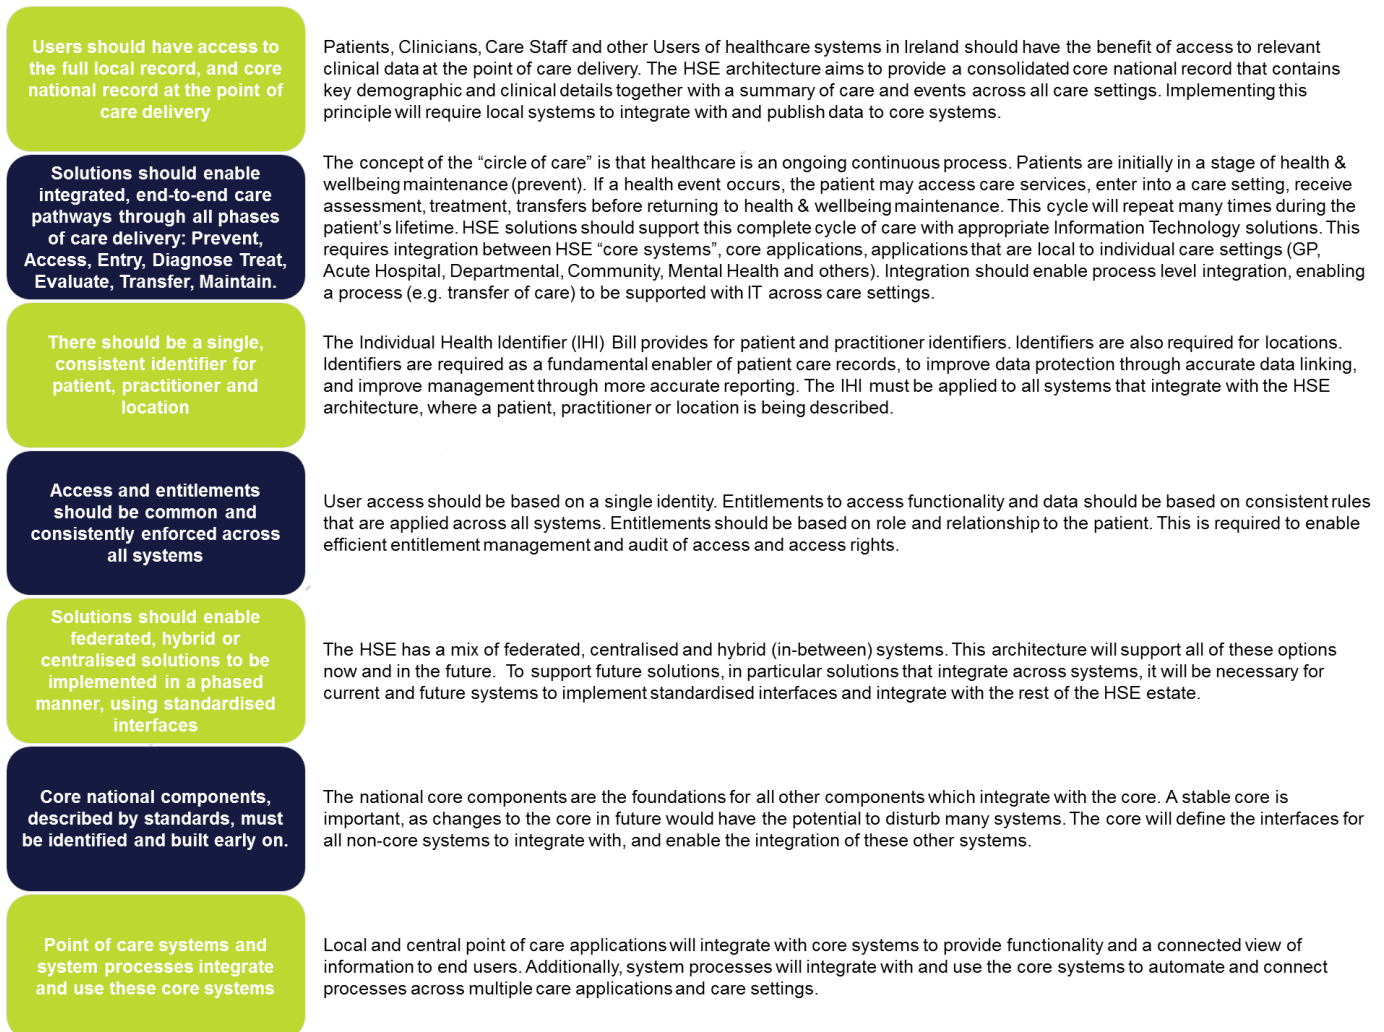 Users should have access to
the full local record, and core
national record at the point of
care delivery
Patients, Clinicians, Care Staff and other Users of healthcare systems in Ireland should have the benefit of access to relevant
clinical data at the point of care delivery. The HSE architecture aims to provide a consolidated core national record that contains
key demographic and clinical details together with a summary of care and events across all care settings. Implementing this
principle will require local systems to integrate with and publish data to core systems.
Solutions should enable
integrated, end-to-end care
pathways through all phases
of care delivery: Prevent,
Access, Entry, Diagnose Treat,
Evaluate, Transfer, Maintain.
The concept of the “circle of care” is that healthcare is an ongoing continuous process. Patients are initially in a stage of health &
wellbeing maintenance (prevent). If a health event occurs, the patient may access care services, enter into a care setting, receive
assessment, treatment, transfers before returning to health & wellbeing maintenance. This cycle will repeat many times during the
patient’s lifetime. HSE solutions should support this complete cycle of care with appropriate Information Technology solutions. This
requires integration between HSE “core systems”, core applications, applications that are local to individual care settings (GP,
Acute Hospital, Departmental, Community, Mental Health and others). Integration should enable process level integration, enabling
a process (e.g. transfer of care) to be supported with IT across care settings.
There should be a single,
consistent identifier for
patient, practitioner and
location
The Individual Health Identifier (IHI) Bill provides for patient and practitioner identifiers. Identifiers are also required for locations.
Identifiers are required as a fundamental enabler of patient care records, to improve data protection through accurate data linking,
and improve management through more accurate reporting. The IHI must be applied to all systems that integrate with the HSE
architecture, where a patient, practitioner or location is being described.
Access and entitlements
should be common and
consistently enforced across
all systems
User access should be based on a single identity. Entitlements to access functionality and data should be based on consistent rules
that are applied across all systems. Entitlements should be based on role and relationship to the patient. This is required to enable
efficient entitlement management and audit of access and access rights.
Solutions should enable
federated, hybrid or
centralised solutions to be
implemented in a phased
manner, using standardised
interfaces
The HSE has a mix of federated, centralised and hybrid (in-between) systems. This architecture will support all of these options
now and in the future. To support future solutions, in particular solutions that integrate across systems, it will be necessary for
current and future systems to implement standardised interfaces and integrate with the rest of the HSE estate.
Core national components,
described by standards, must
be identified and built early on.
The national core components are the foundations for all other components which integrate with the core. A stable core is
important, as changes to the core in future would have the potential to disturb many systems. The core will define the interfaces for
all non-core systems to integrate with, and enable the integration of these other systems.
Point of care systems and
system processes integrate
and use these core systems
Local and central point of care applications will integrate with core systems to provide functionality and a connected view of
information to end users. Additionally, system processes will integrate with and use the core systems to automate and connect
processes across multiple care applications and care settings.